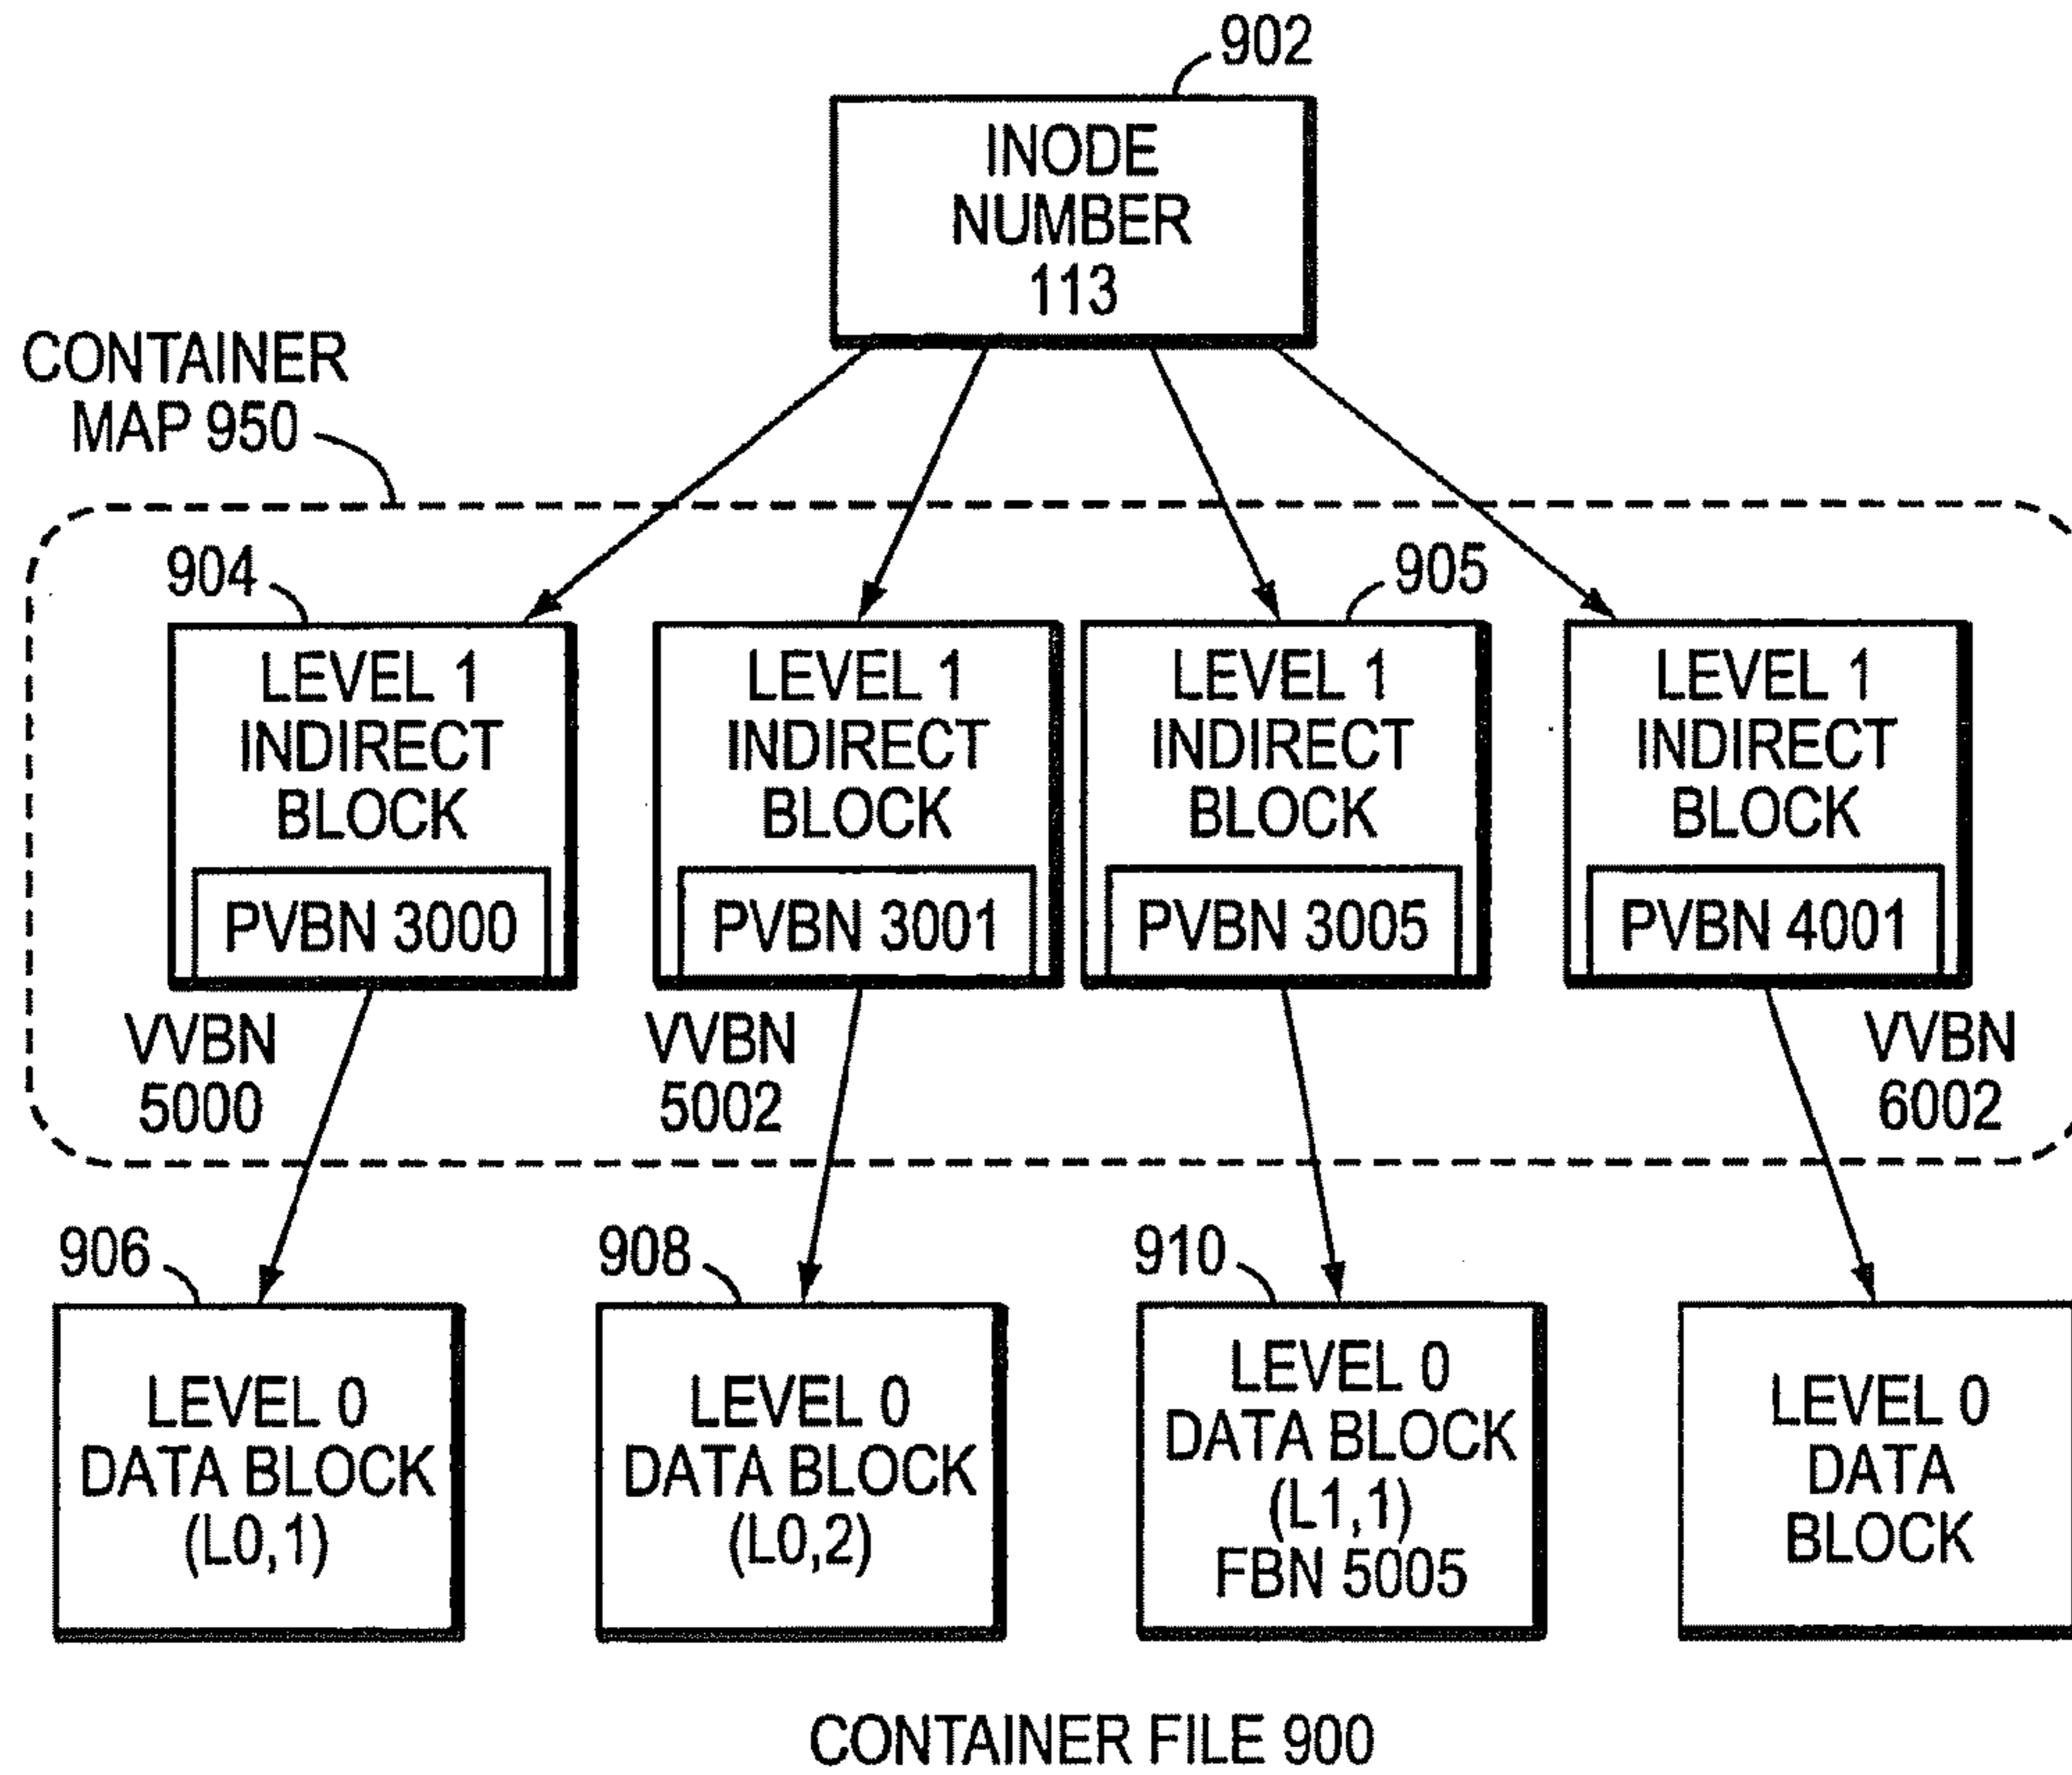 902
INODE
NUMBER
113
CONTAINER
MAP 950
904
905
LEVEL 1
INDIRECT
BLOCK
PVBN 3000
LEVEL 1
INDIRECT
BLOCK
PVBN 3001
LEVEL 1
INDIRECT
BLOCK
PVBN 3005
LEVEL 1
INDIRECT
BLOCK
PVBN 4001
VVBN
5000
VVBN
5002
VVBN
6002
906
908
910
LEVEL 0
DATA BLOCK
(L0,1)
LEVEL 0
DATA BLOCK
(L0,2)
LEVEL 0
DATA BLOCK
(L1,1)
FBN 5005
LEVEL 0
DATA
BLOCK
CONTAINER FILE 900